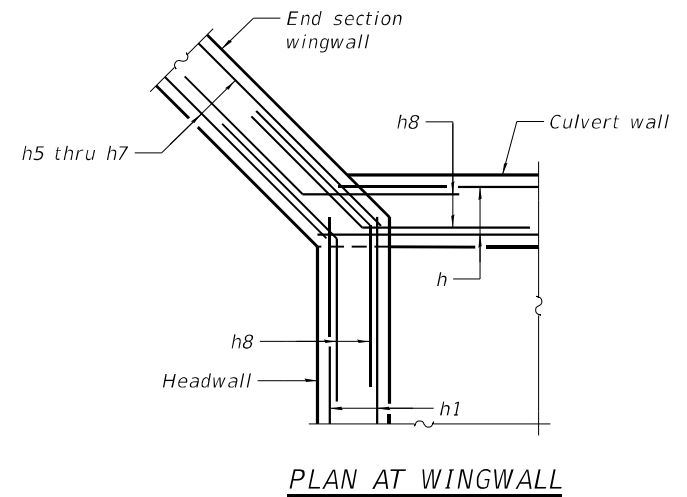 End section
wingwall
h8
Culvert wall
h5 thru h7
h
h8
Headwall
h1
PLAN AT WINGWALL